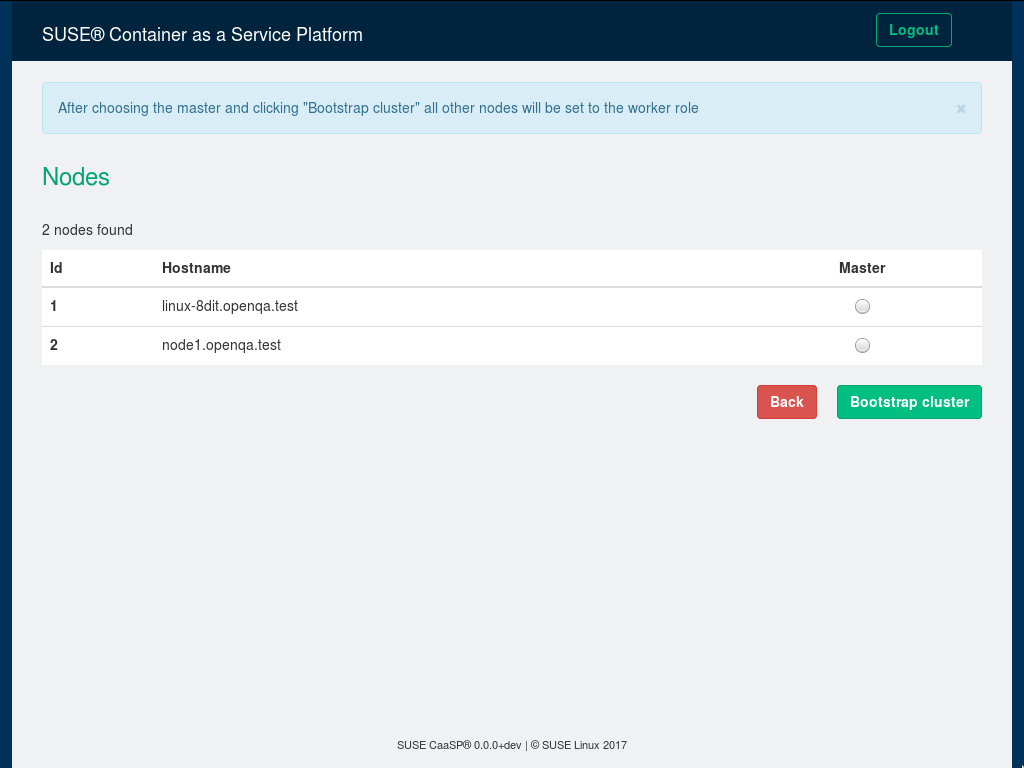 SUSE® Container as a Service Platform
Logout
After choosing the master and clicking "Bootstrap cluster" all other nodes will be set to the worker role ×
Nodes
2 nodes found
Id Hostname Master
1 linux-8dit.openqa.test
2 node1.openqa.test
Back Bootstrap cluster
SUSE CaaSP® 0.0.0+dev | © SUSE Linux 2017